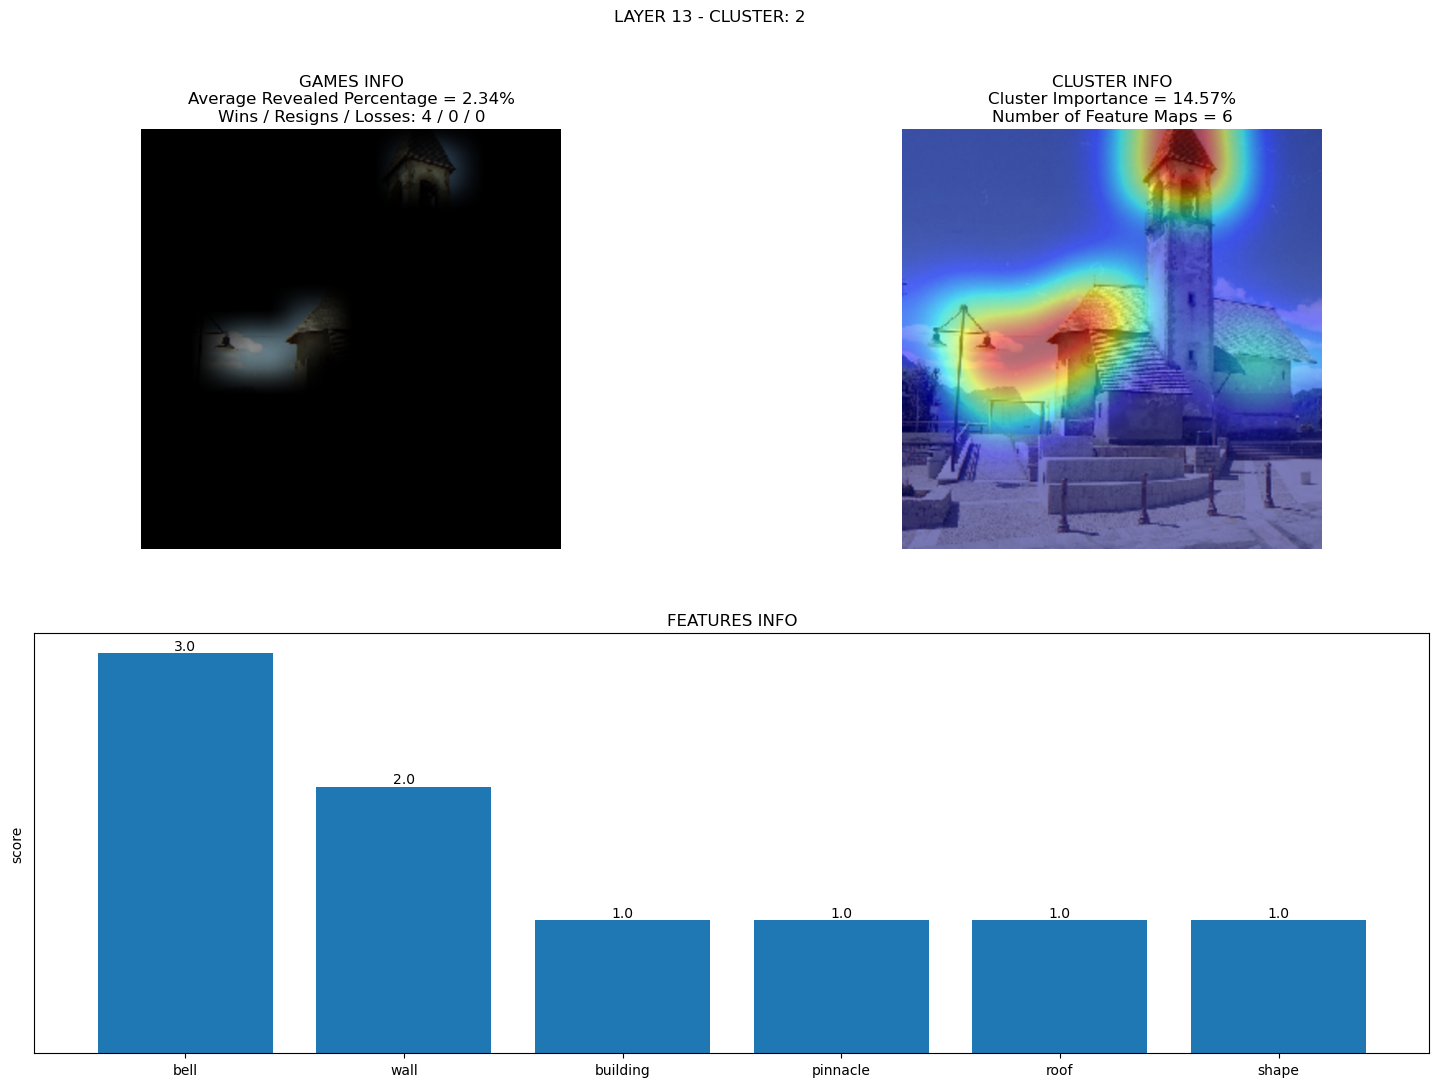 LAYER 13 - CLUSTER: 2
GAMES INFO
Average Revealed Percentage = 2.34%
Wins / Resigns / Losses: 4 / 0 / 0
CLUSTER INFO
Cluster Importance = 14.57%
Number of Feature Maps = 6
FEATURES INFO
score
3.0
2.0
1.0
1.0
1.0
1.0
bell
wall
building
pinnacle
roof
shape